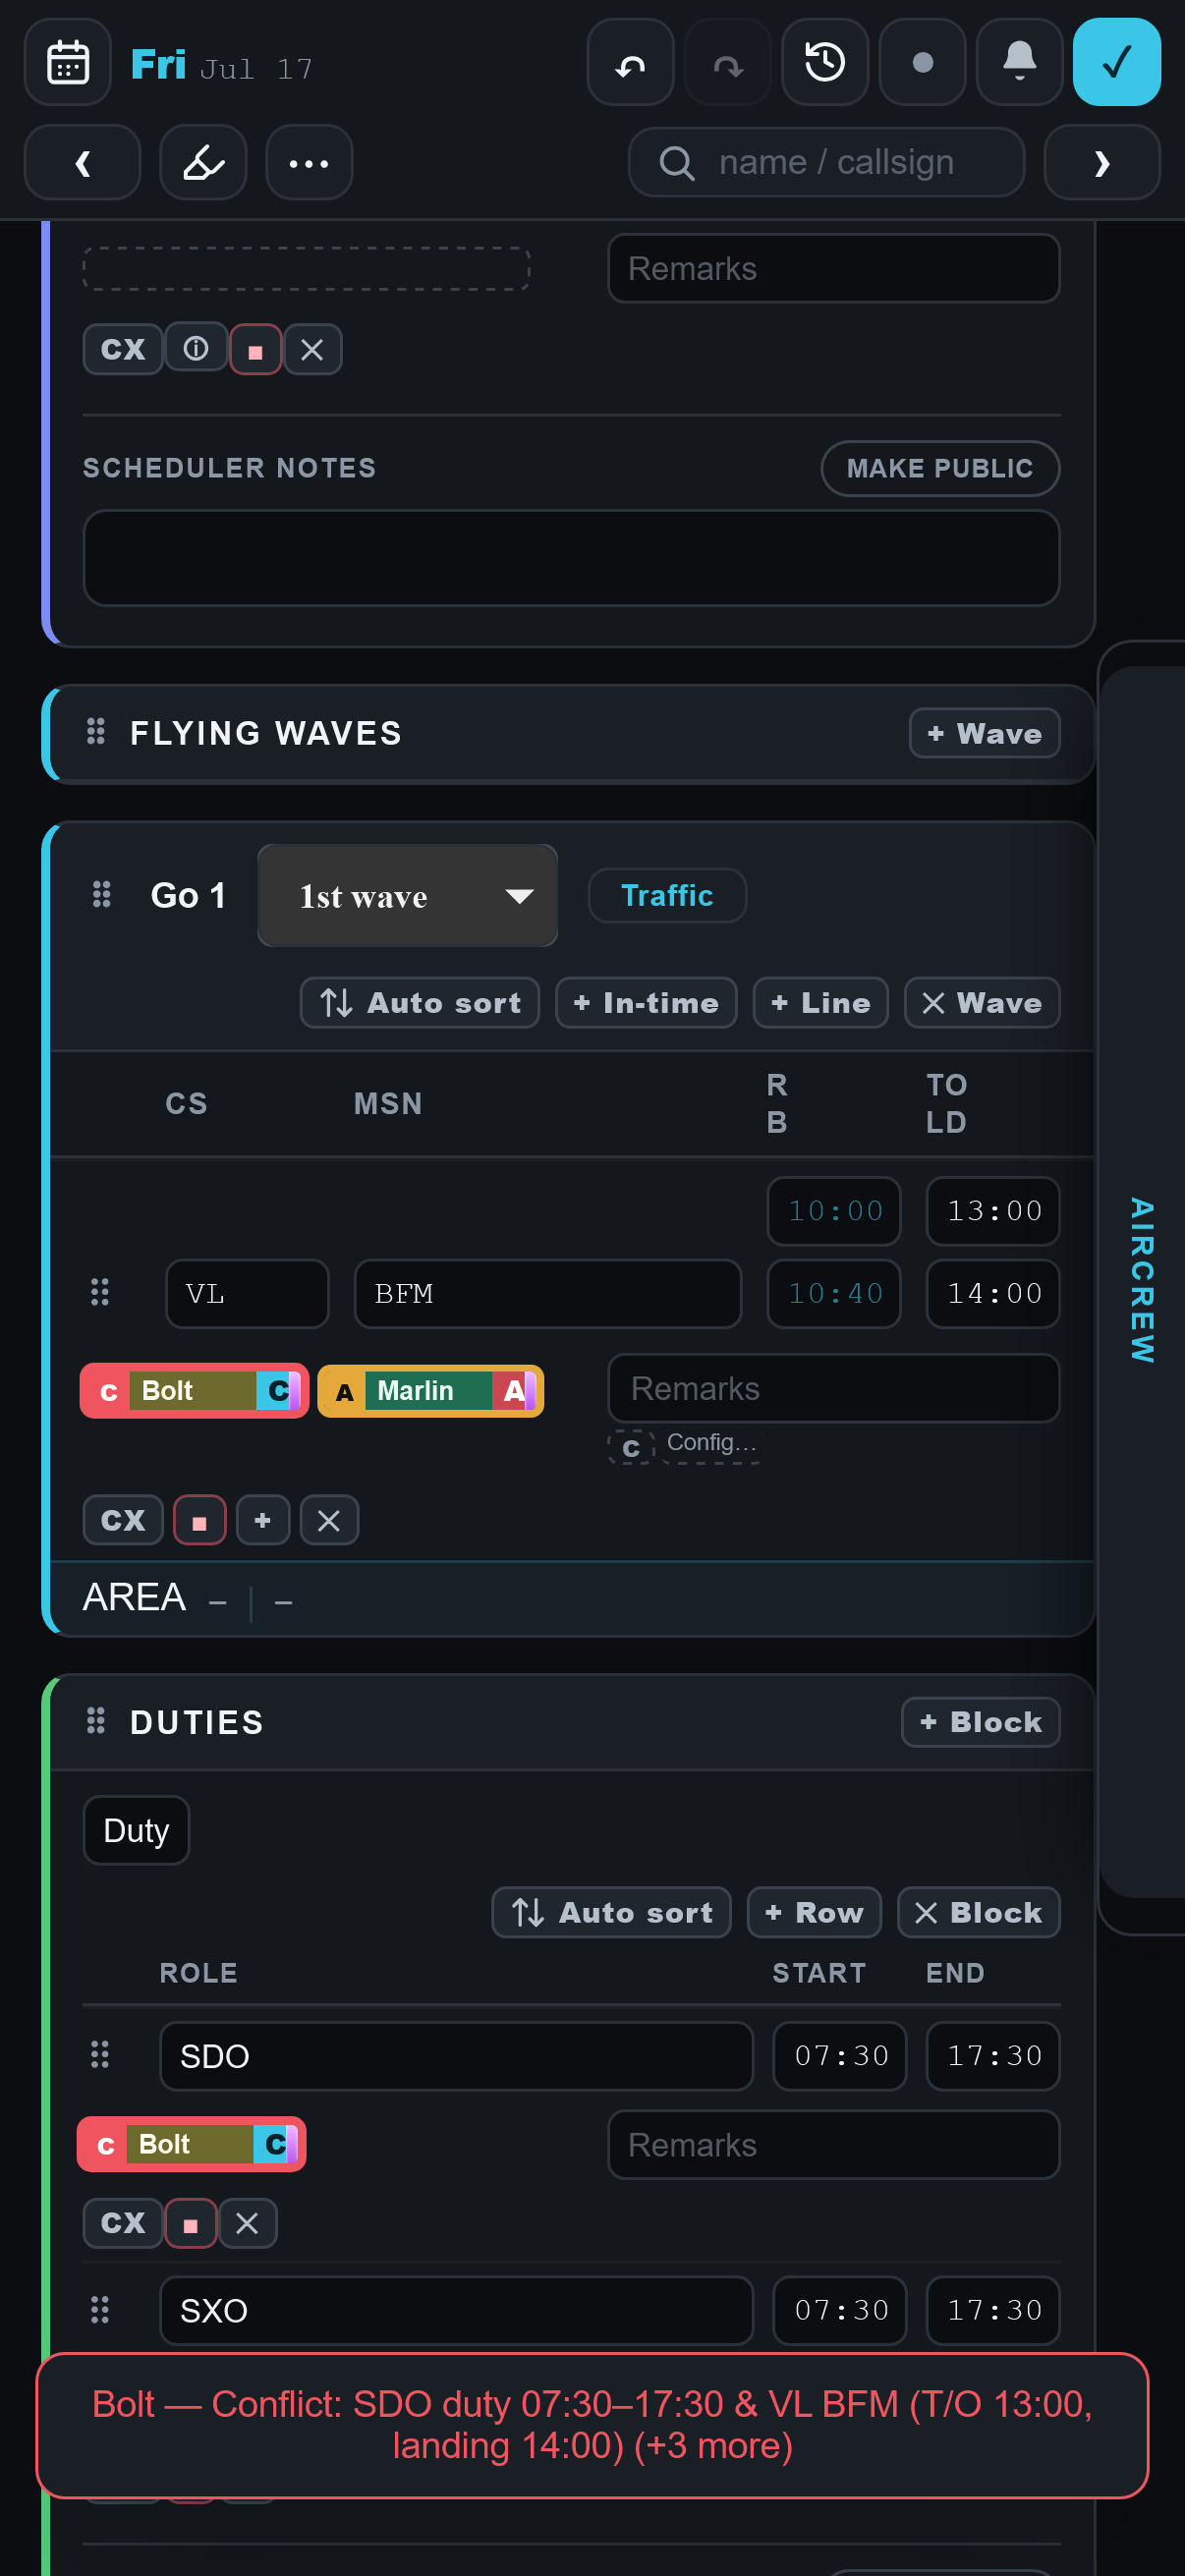 Fri Jul 17
name / callsign
Remarks
CX
SCHEDULER NOTES
MAKE PUBLIC
FLYING WAVES
+ Wave
Go 1
1st wave
Traffic
Auto sort
+ In-time
+ Line
× Wave
CS
MSN
R
B
TO
LD
10:00
13:00
VL
BFM
10:40
14:00
C Bolt C
A Marlin A
Remarks
C
Config...
CX
+
×
AREA – | –
AIRCREW
DUTIES
+ Block
Duty
Auto sort
+ Row
× Block
ROLE
START
END
SDO
07:30
17:30
C Bolt C
Remarks
CX
SXO
07:30
17:30
Bolt — Conflict: SDO duty 07:30–17:30 & VL BFM (T/O 13:00,
landing 14:00) (+3 more)